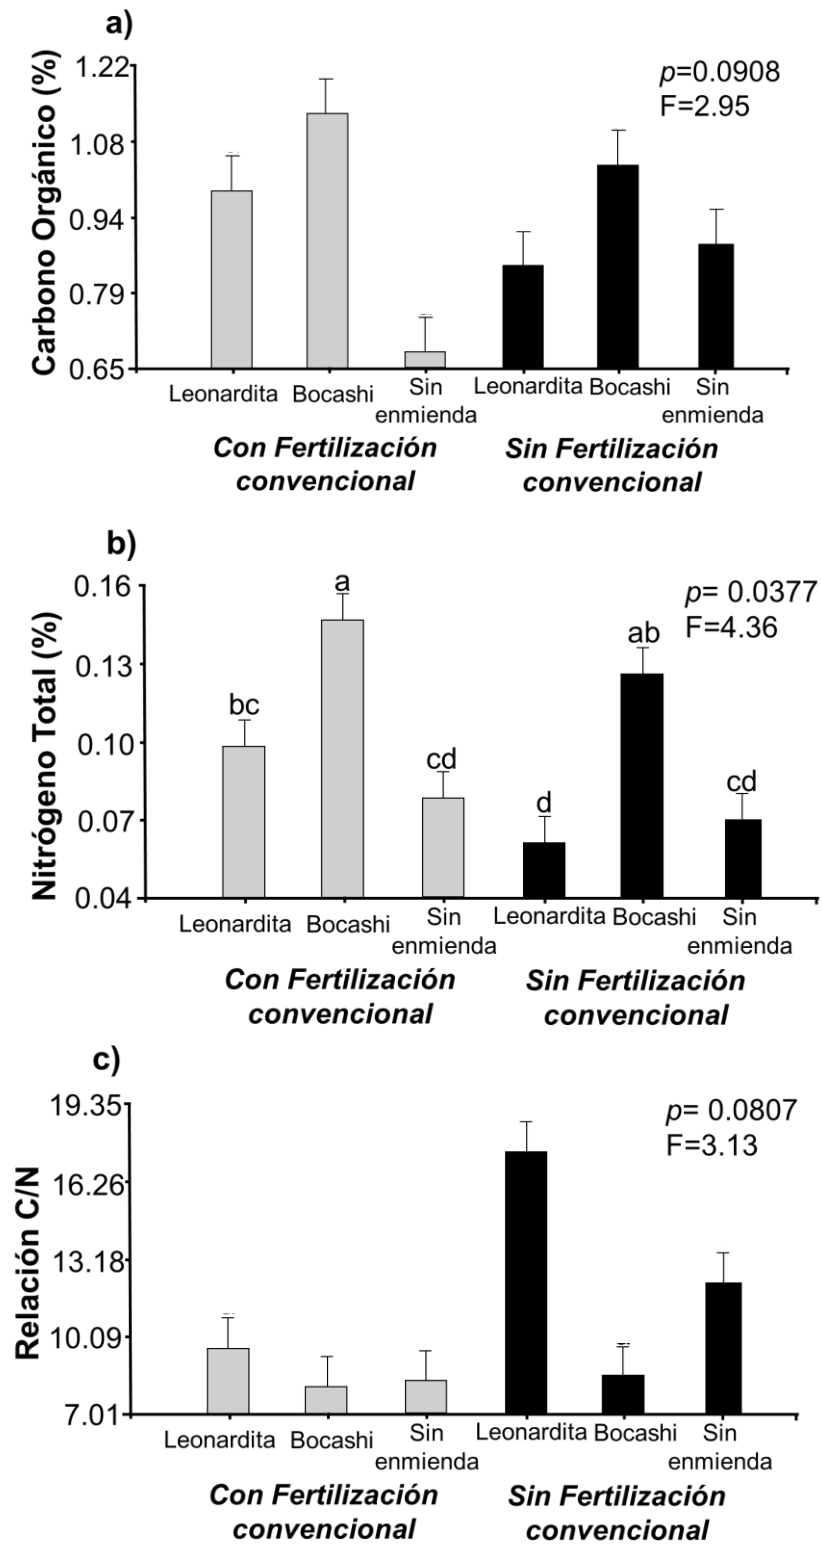 a)
Carbono Orgánico (%)
1.22
1.08
0.94
0.79
0.65
p=0.0908
F=2.95
Leonardita Bocashi Sin enmienda Leonardita Bocashi Sin enmienda
Con Fertilización convencional
Sin Fertilización convencional
b)
Nitrógeno Total (%)
0.16
0.13
0.10
0.07
0.04
bc
a
cd
d
ab
cd
p= 0.0377
F=4.36
Leonardita Bocashi Sin enmienda Leonardita Bocashi Sin enmienda
Con Fertilización convencional
Sin Fertilización convencional
c)
Relación C/N
19.35
16.26
13.18
10.09
7.01
p= 0.0807
F=3.13
Leonardita Bocashi Sin enmienda Leonardita Bocashi Sin enmienda
Con Fertilización convencional
Sin Fertilización convencional